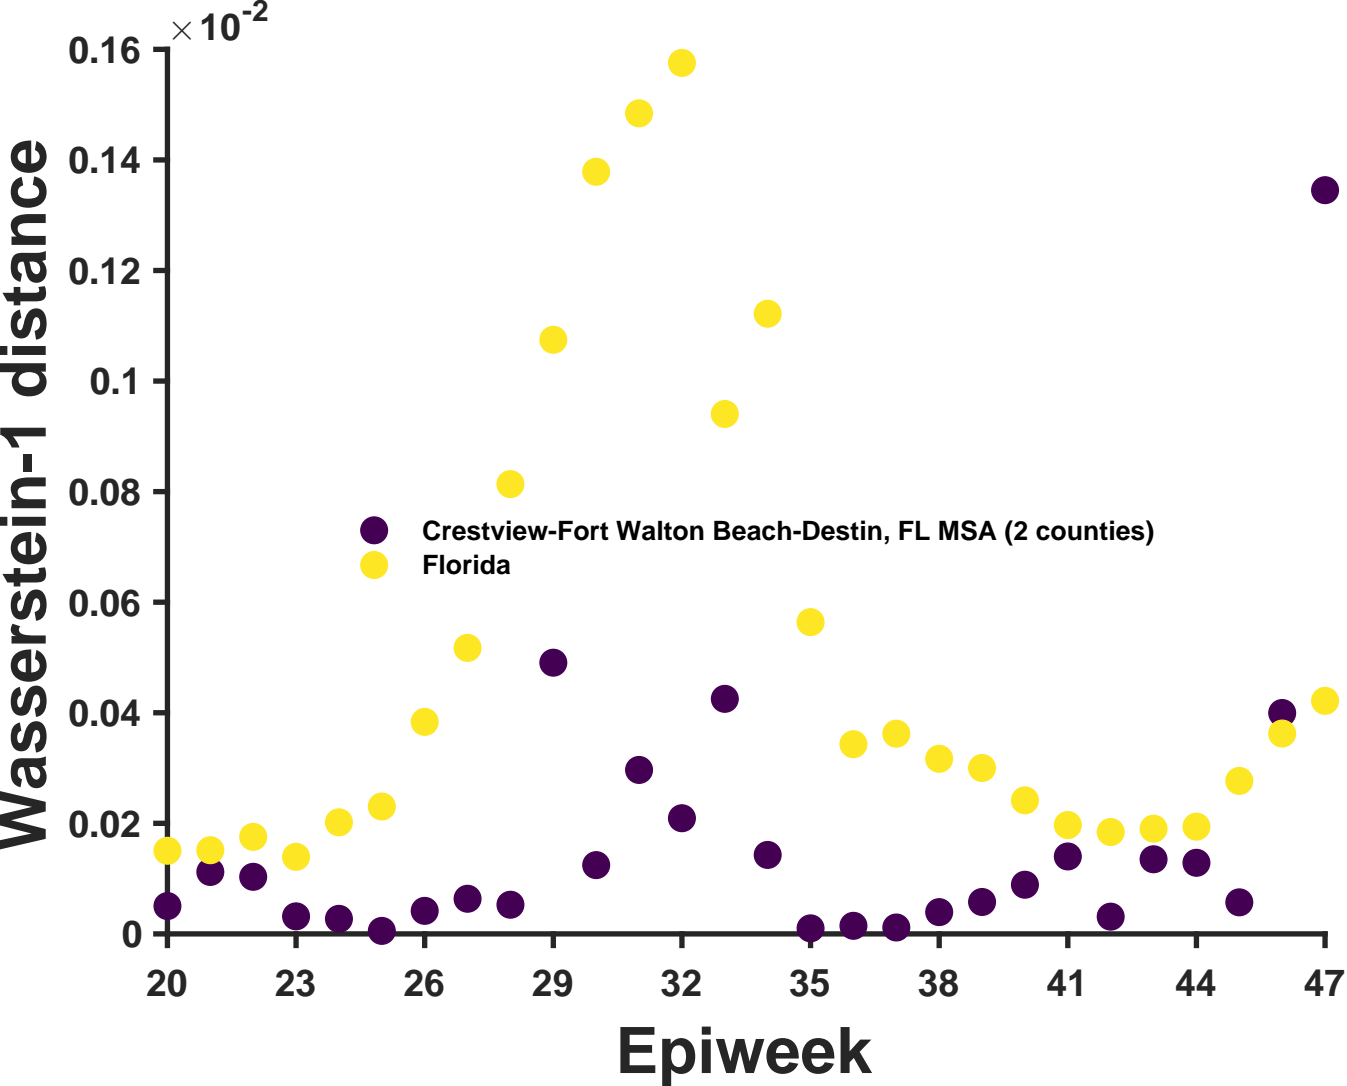 ×10-2
0.16
0.14
0.12
0.1
0.08
0.06
0.04
0.02
0
Wasserstein-1 distance
Crestview-Fort Walton Beach-Destin, FL MSA (2 counties)
Florida
20 23 26 29 32 35 38 41 44 47
Epiweek